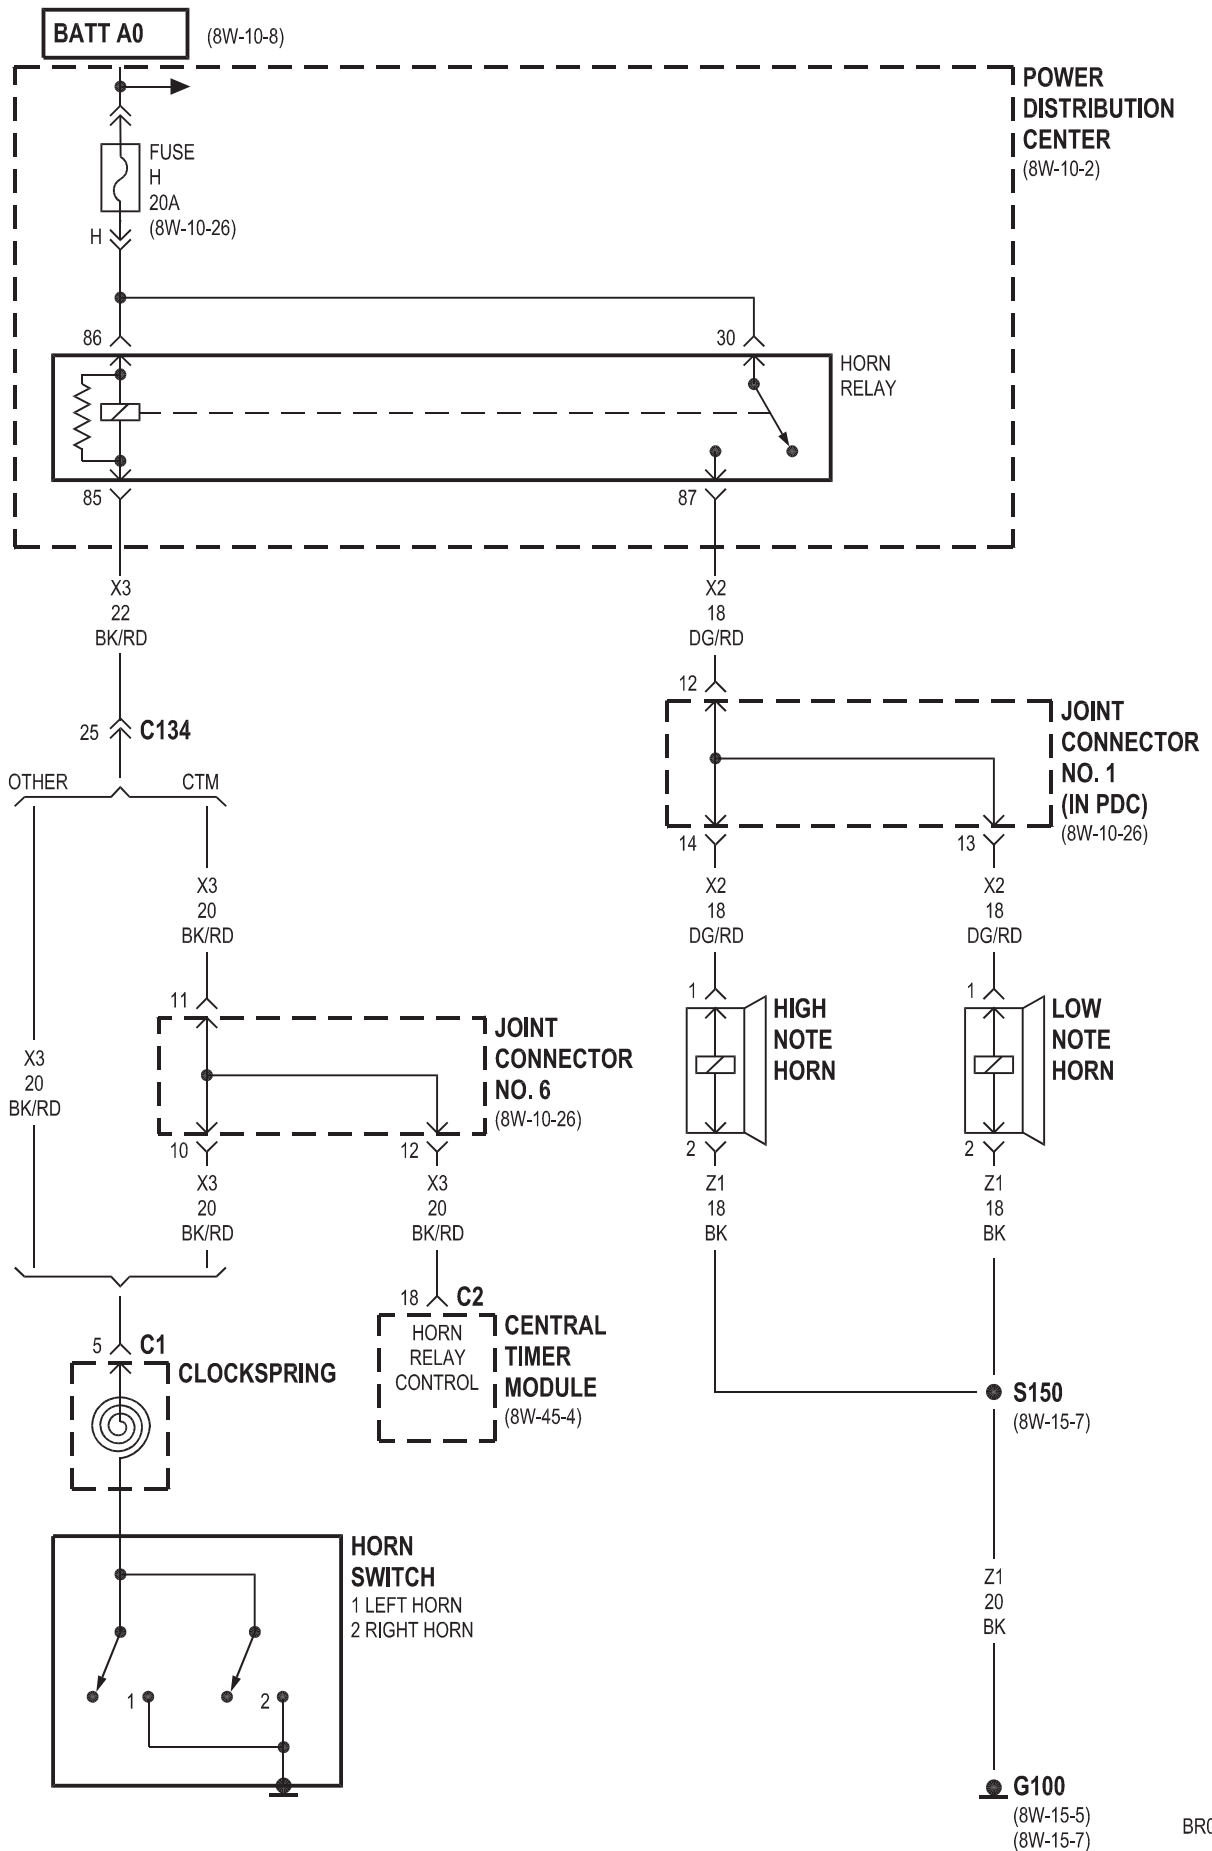 BATT A0
(8W-10-8)
POWER
DISTRIBUTION
CENTER
(8W-10-2)
FUSE
H
20A
(8W-10-26)
H
86
30
HORN
RELAY
85
87
X3
22
BK/RD
X2
18
DG/RD
12
25
C134
JOINT
CONNECTOR
NO. 1
(IN PDC)
(8W-10-26)
OTHER
CTM
14
13
X3
20
BK/RD
X2
18
DG/RD
X2
18
DG/RD
11
1
1
HIGH
NOTE
HORN
LOW
NOTE
HORN
JOINT
CONNECTOR
NO. 6
(8W-10-26)
X3
20
BK/RD
10
12
2
2
X3
20
BK/RD
X3
20
BK/RD
Z1
18
BK
Z1
18
BK
18
C2
HORN
RELAY
CONTROL
CENTRAL
TIMER
MODULE
(8W-45-4)
5
C1
CLOCKSPRING
S150
(8W-15-7)
HORN
SWITCH
1 LEFT HORN
2 RIGHT HORN
1
2
Z1
20
BK
G100
(8W-15-5)
(8W-15-7)